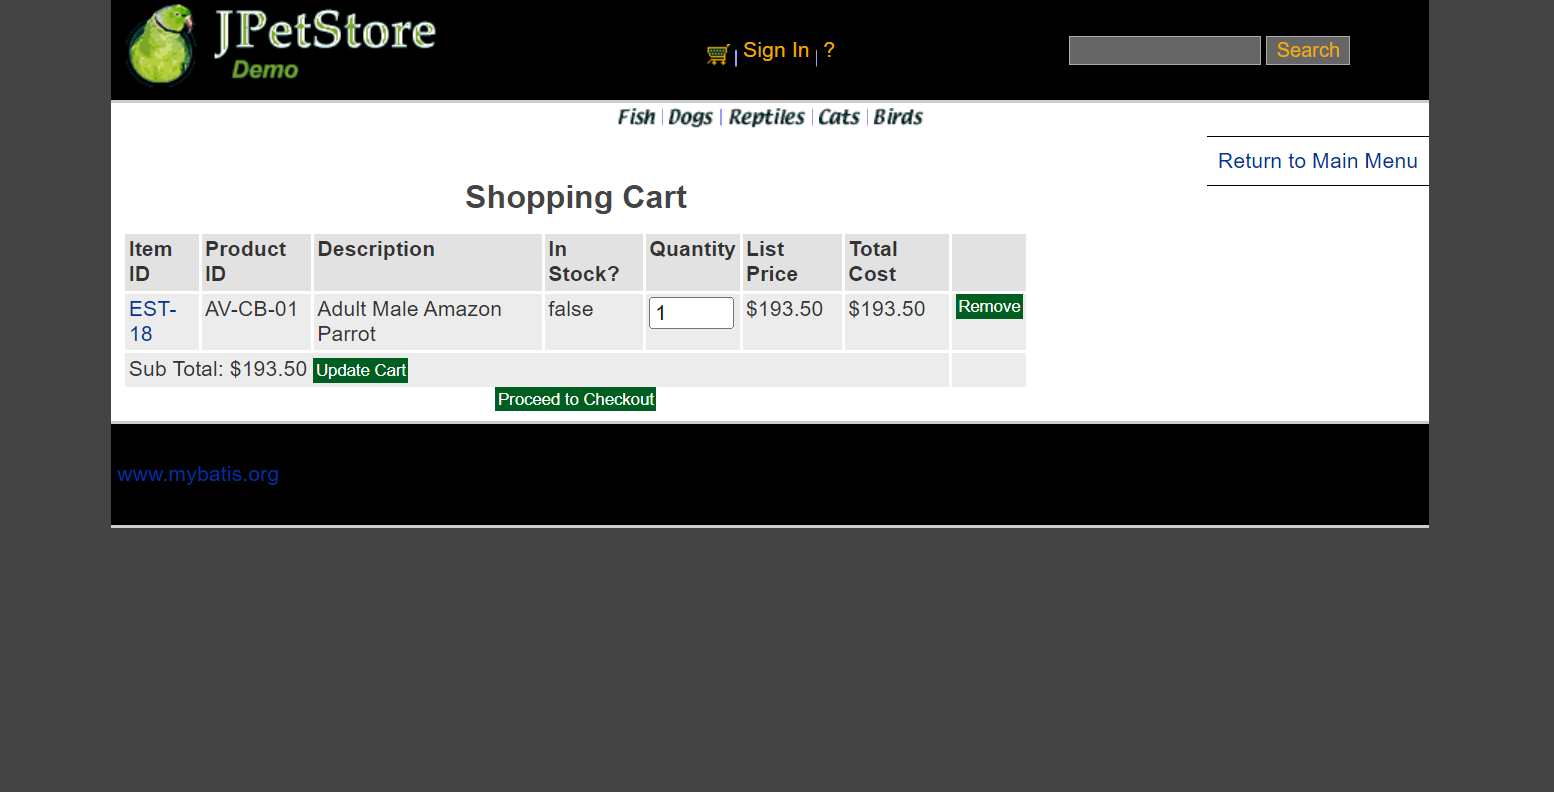 JPetStore
Demo
Sign In ?
Search
Fish Dogs Reptiles Cats Birds
Return to Main Menu
Shopping Cart
Item ID Product ID Description In Stock? Quantity List Price Total Cost
EST-18 AV-CB-01 Adult Male Amazon Parrot false 1 $193.50 $193.50 Remove
Sub Total: $193.50 Update Cart
Proceed to Checkout
www.mybatis.org